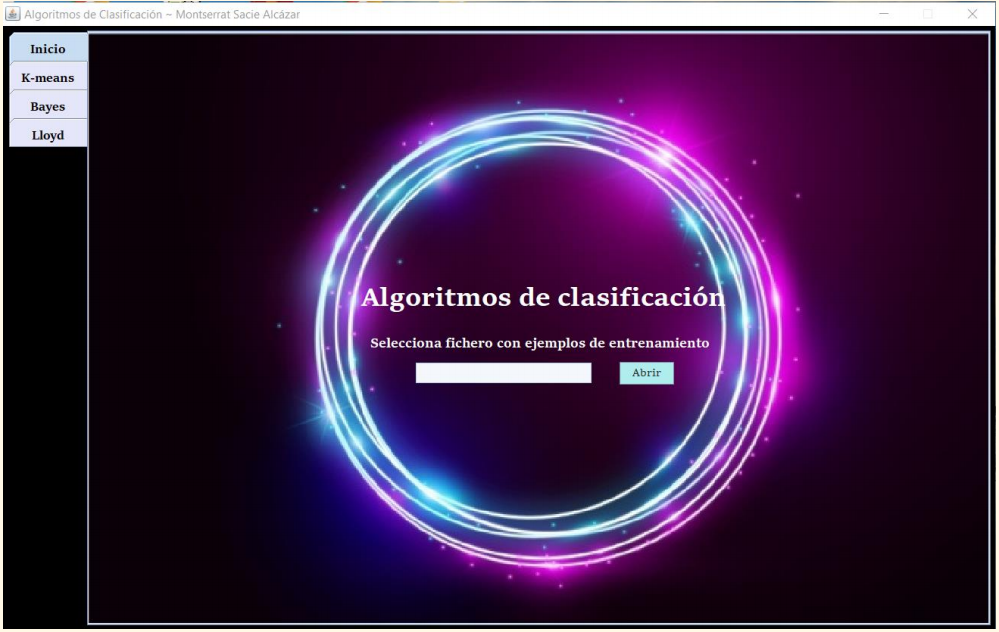 Algoritmos de Clasificación ~ Montserrat Sacie Alcázar
Inicio
K-means
Bayes
Lloyd
Algoritmos de clasificación
Selecciona fichero con ejemplos de entrenamiento
Abrir